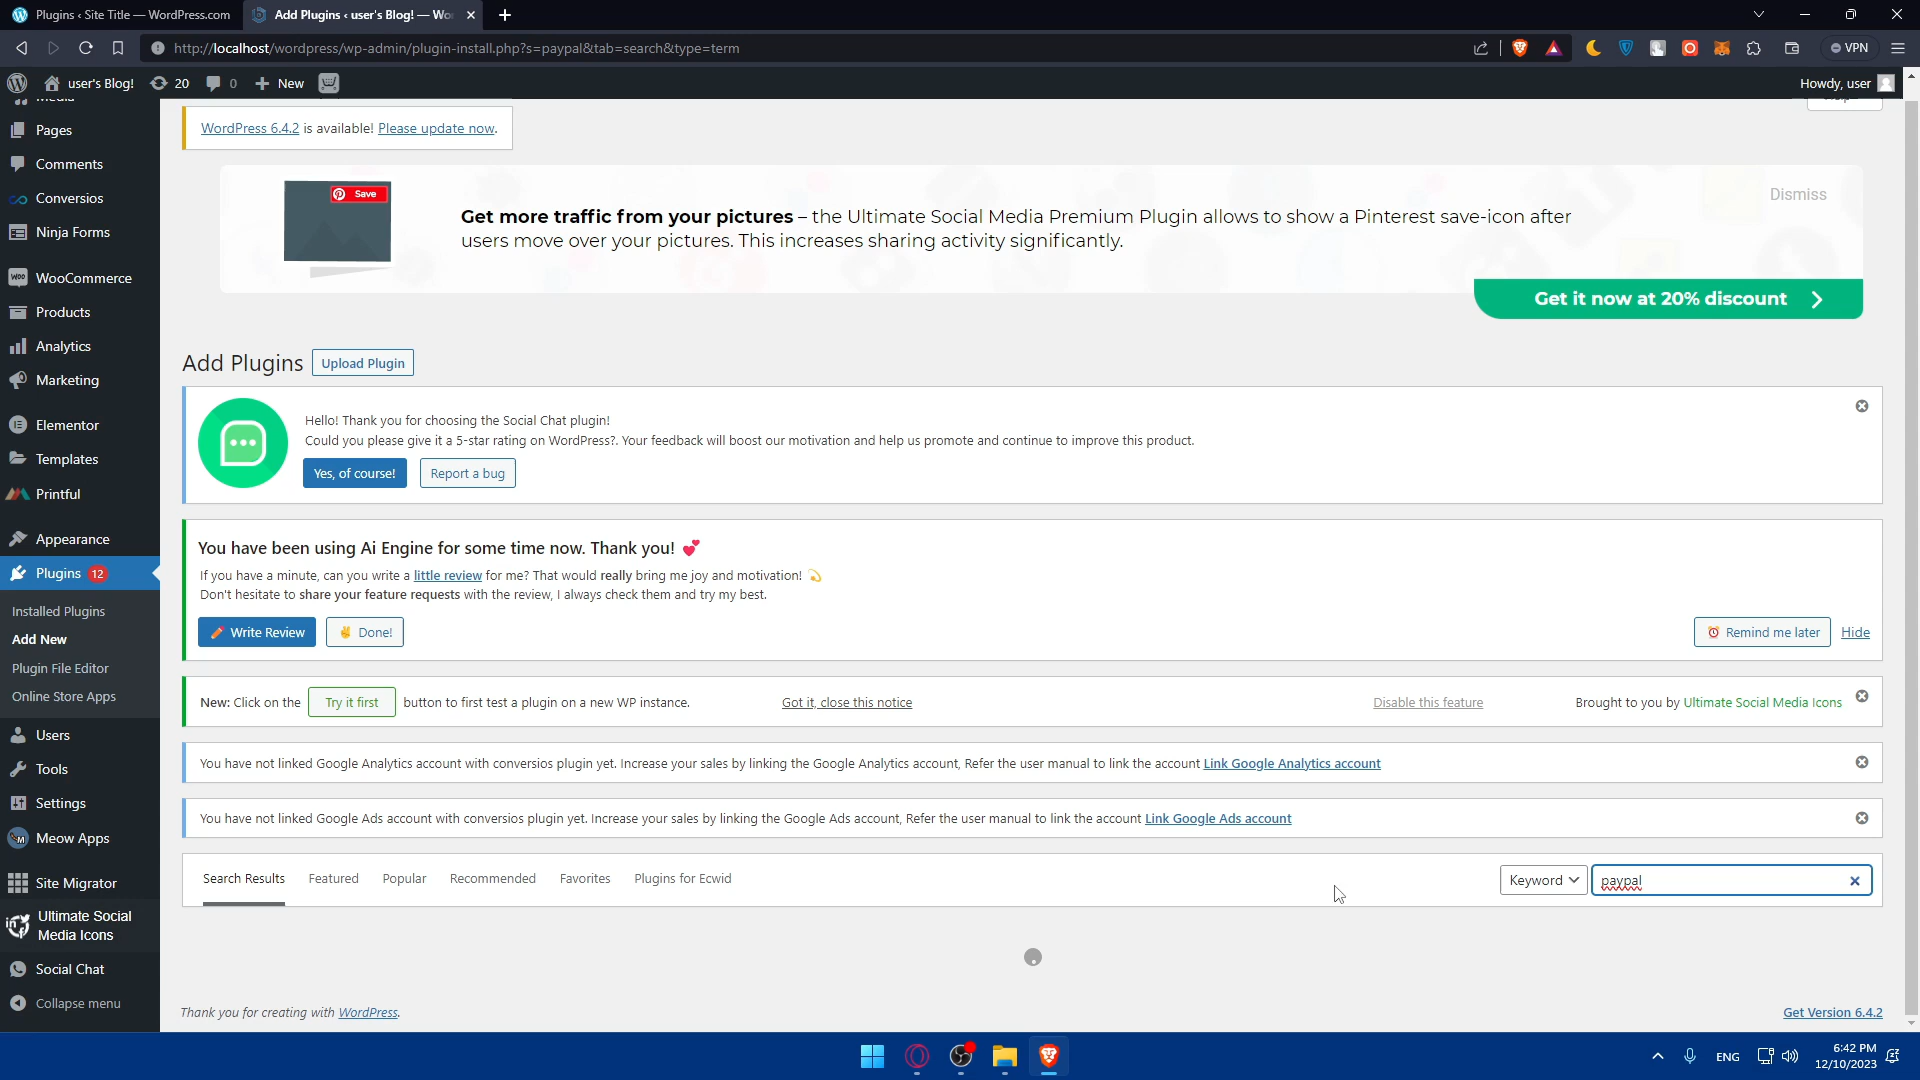 Plugins ‹ Site Title — WordPress.com
Add Plugins ‹ user's Blog! — Wo
http://localhost/wordpress/wp-admin/plugin-install.php?s=paypal&tab=search&type=term
VPN
user's Blog!
20
0
New
Howdy, user
Media
Pages
Comments
Conversios
Ninja Forms
WooCommerce
Products
Analytics
Marketing
Elementor
Templates
Printful
Appearance
Plugins 12
Installed Plugins
Add New
Plugin File Editor
Online Store Apps
Users
Tools
Settings
Meow Apps
Site Migrator
Ultimate Social
Media Icons
Social Chat
Collapse menu
WordPress 6.4.2 is available! Please update now.
Save
Get more traffic from your pictures – the Ultimate Social Media Premium Plugin allows to show a Pinterest save-icon after
users move over your pictures. This increases sharing activity significantly.
Dismiss
Get it now at 20% discount
Add Plugins
Upload Plugin
Hello! Thank you for choosing the Social Chat plugin!
Could you please give it a 5-star rating on WordPress?. Your feedback will boost our motivation and help us promote and continue to improve this product.
Yes, of course!
Report a bug
You have been using Ai Engine for some time now. Thank you! 💕
If you have a minute, can you write a little review for me? That would really bring me joy and motivation! 💫
Don't hesitate to share your feature requests with the review, I always check them and try my best.
Write Review
Done!
Remind me later
Hide
New: Click on the Try it first button to first test a plugin on a new WP instance.
Got it, close this notice
Disable this feature
Brought to you by Ultimate Social Media Icons
You have not linked Google Analytics account with conversios plugin yet. Increase your sales by linking the Google Analytics account, Refer the user manual to link the account Link Google Analytics account
You have not linked Google Ads account with conversios plugin yet. Increase your sales by linking the Google Ads account, Refer the user manual to link the account Link Google Ads account
Search Results
Featured
Popular
Recommended
Favorites
Plugins for Ecwid
Keyword
paypal
Thank you for creating with WordPress.
Get Version 6.4.2
ENG
6:42 PM
12/10/2023